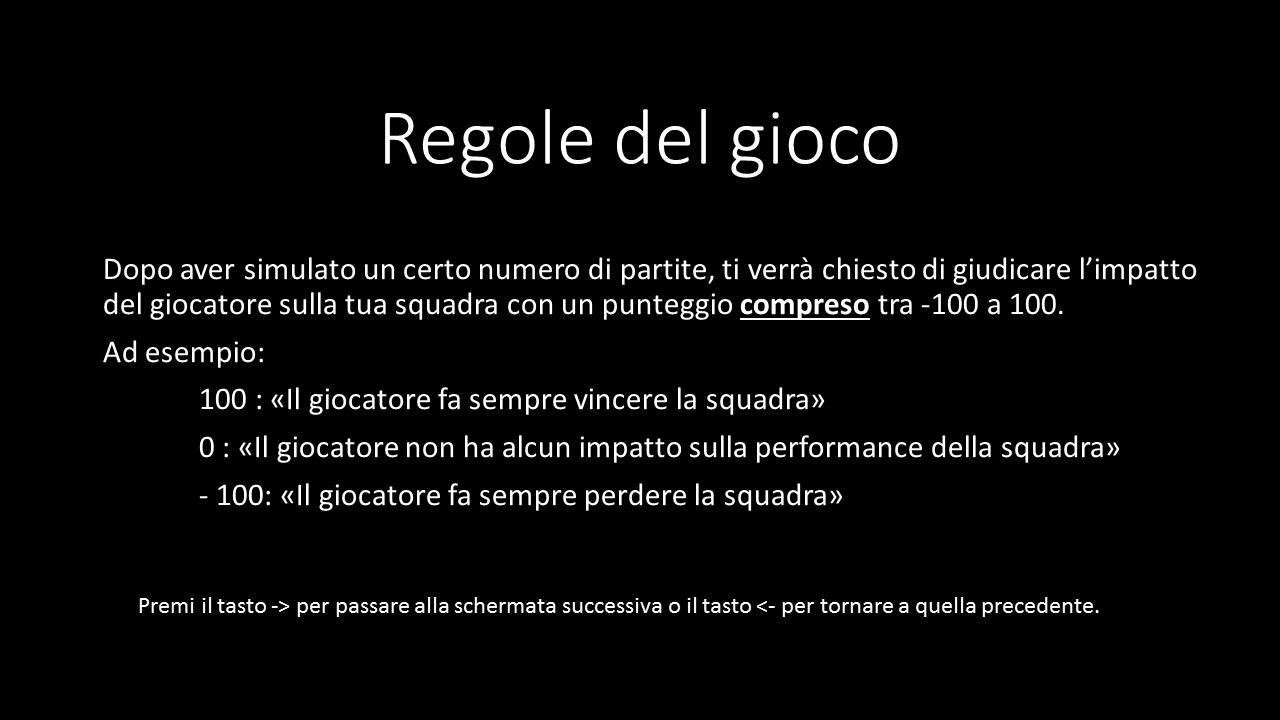 Regole del gioco
Dopo aver simulato un certo numero di partite, ti verrà chiesto di giudicare l’impatto
del giocatore sulla tua squadra con un punteggio compreso tra -100 a 100.
Ad esempio:
100 : «Il giocatore fa sempre vincere la squadra»
0 : «Il giocatore non ha alcun impatto sulla performance della squadra»
- 100: «Il giocatore fa sempre perdere la squadra»
Premi il tasto -> per passare alla schermata successiva o il tasto <- per tornare a quella precedente.